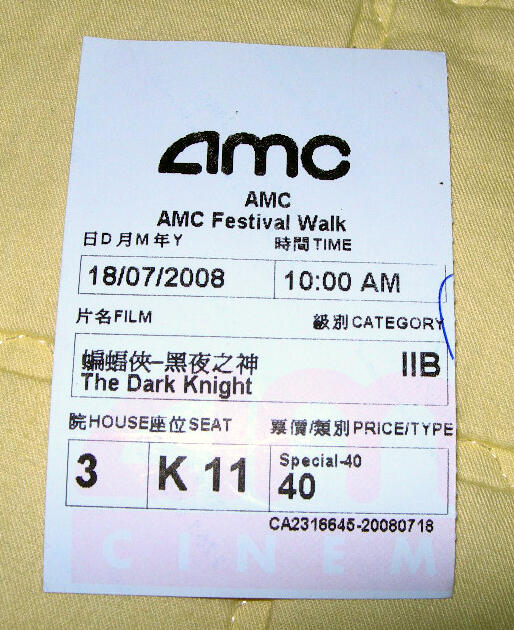 amc
AMC
AMC Festival Walk
日D 月M 年Y 時間TIME
18/07/2008 10:00 AM
片名FILM 級別CATEGORY
蝙蝠俠-黑夜之神 IIB
The Dark Knight
院HOUSE座位SEAT 票價/類別PRICE/TYPE
3 K 11 Special-40
40
CA2316645-20080718
CINEM